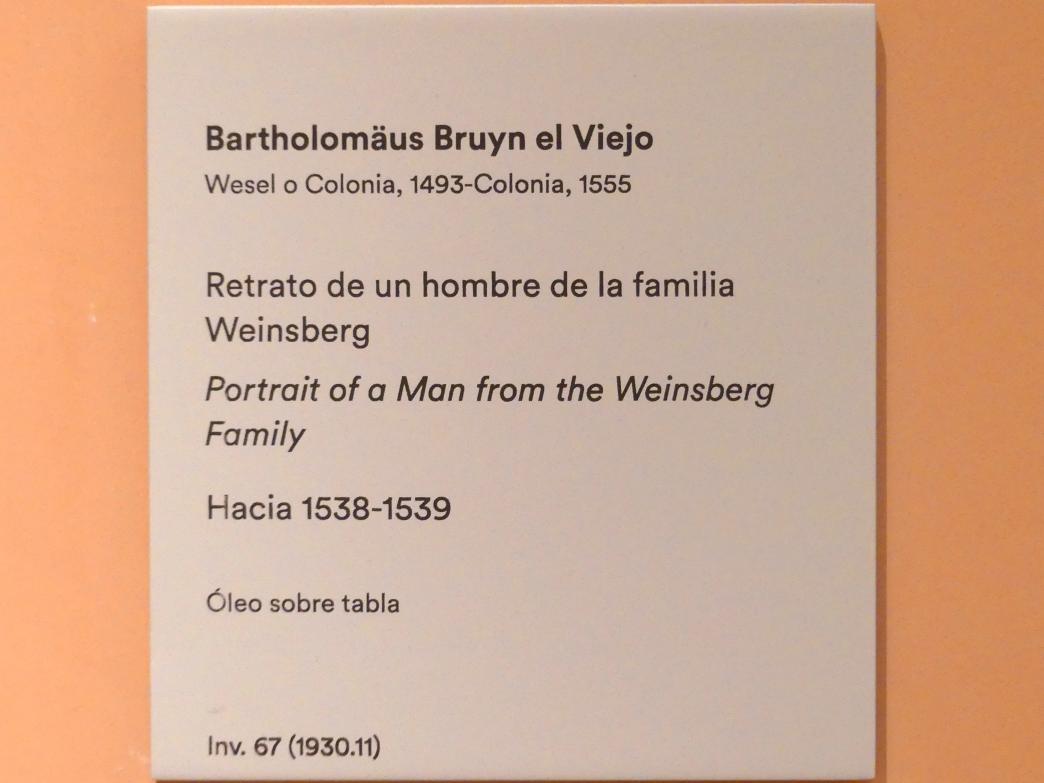 Bartholomäus Bruyn el Viejo
Wesel o Colonia, 1493-Colonia, 1555
Retrato de un hombre de la familia
Weinsberg
Portrait of a Man from the Weinsberg
Family
Hacia 1538-1539
Óleo sobre tabla
Inv. 67 (1930.11)